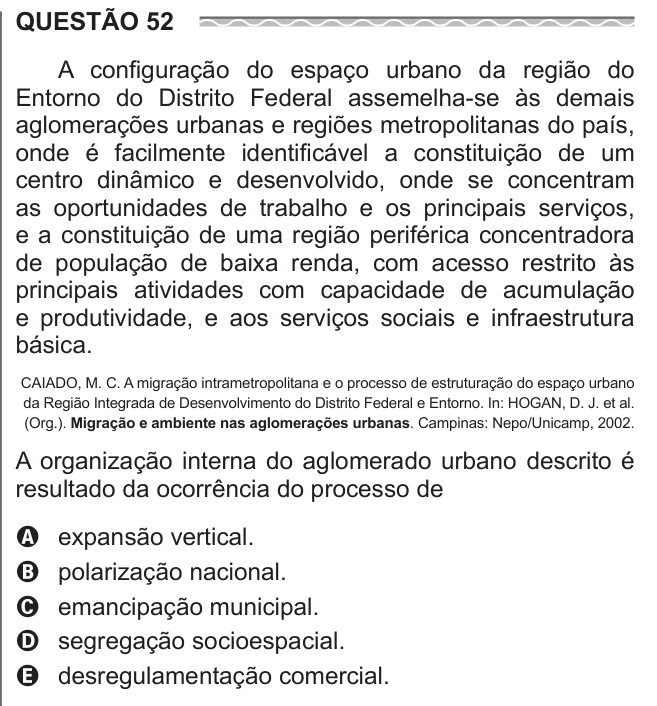 QUESTÃO 52
A configuração do espaço urbano da região do
Entorno do Distrito Federal assemelha-se às demais
aglomerações urbanas e regiões metropolitanas do país,
onde é facilmente identificável a constituição de um
centro dinâmico e desenvolvido, onde se concentram
as oportunidades de trabalho e os principais serviços,
e a constituição de uma região periférica concentradora
de população de baixa renda, com acesso restrito às
principais atividades com capacidade de acumulação
e produtividade, e aos serviços sociais e infraestrutura
básica.
CAIADO, M. C. A migração intrametropolitana e o processo de estruturação do espaço urbano
da Região Integrada de Desenvolvimento do Distrito Federal e Entorno. In: HOGAN, D. J. et al.
(Org.). Migração e ambiente nas aglomerações urbanas. Campinas: Nepo/Unicamp, 2002.
A organização interna do aglomerado urbano descrito é
resultado da ocorrência do processo de
A expansão vertical.
B polarização nacional.
C emancipação municipal.
D segregação socioespacial.
E desregulamentação comercial.